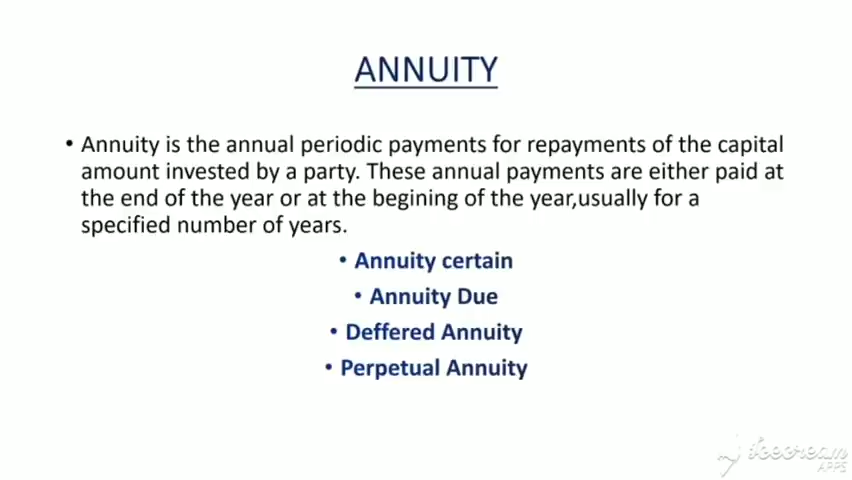 ANNUITY
• Annuity is the annual periodic payments for repayments of the capital
amount invested by a party. These annual payments are either paid at
the end of the year or at the begining of the year,usually for a
specified number of years.
• Annuity certain
• Annuity Due
• Deffered Annuity
• Perpetual Annuity
Icecream
APPS